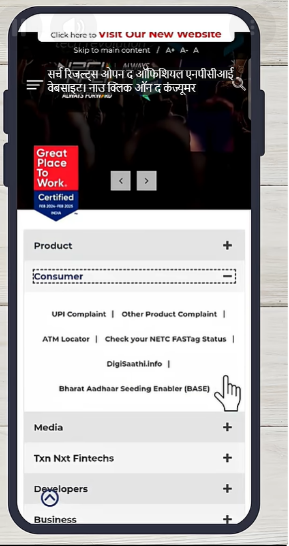 Click here to Visit Our New Website
Skip to main content / A+ A- A
सर्च रिजल्ट्स ओपन द ऑफिशियल एनपीसीआई
वेबसाइट। नाउ क्लिक ऑन द कंज्यूमर
ALWAYS FORWARD
Great
Place
To
Work.
Certified
FEB 2024-FEB 2025
INDIA
Product
Consumer
UPI Complaint | Other Product Complaint |
ATM Locator | Check your NETC FASTag Status |
DigiSaathi.Info |
Bharat Aadhaar Seeding Enabler (BASE)
Media
Txn Nxt Fintechs
Developers
Business